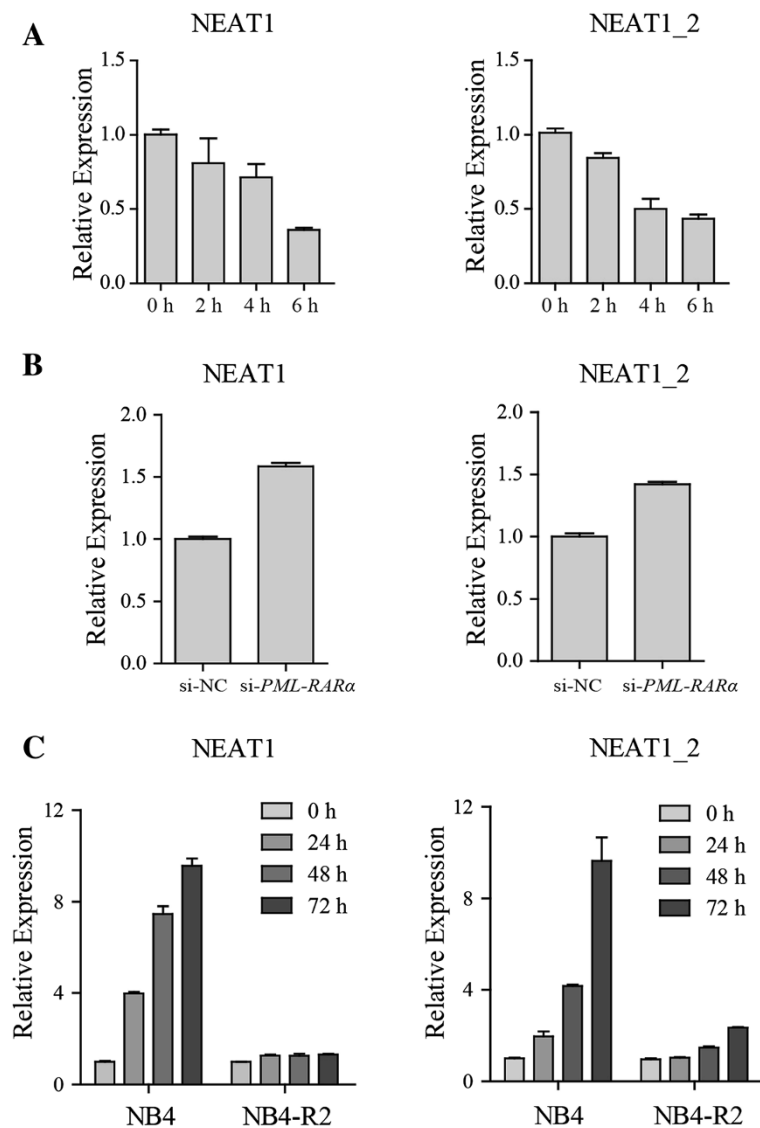 A
NEAT1
NEAT1_2
Relative Expression
1.5
1.0
0.5
0.0
0 h 2 h 4 h 6 h
Relative Expression
1.5
1.0
0.5
0.0
0 h 2 h 4 h 6 h
B
NEAT1
NEAT1_2
Relative Expression
2.0
1.5
1.0
0.5
0.0
si-NC si-PML-RARα
Relative Expression
2.0
1.5
1.0
0.5
0.0
si-NC si-PML-RARα
C
NEAT1
NEAT1_2
Relative Expression
12
8
4
0
0 h
24 h
48 h
72 h
NB4 NB4-R2
Relative Expression
12
8
4
0
0 h
24 h
48 h
72 h
NB4 NB4-R2